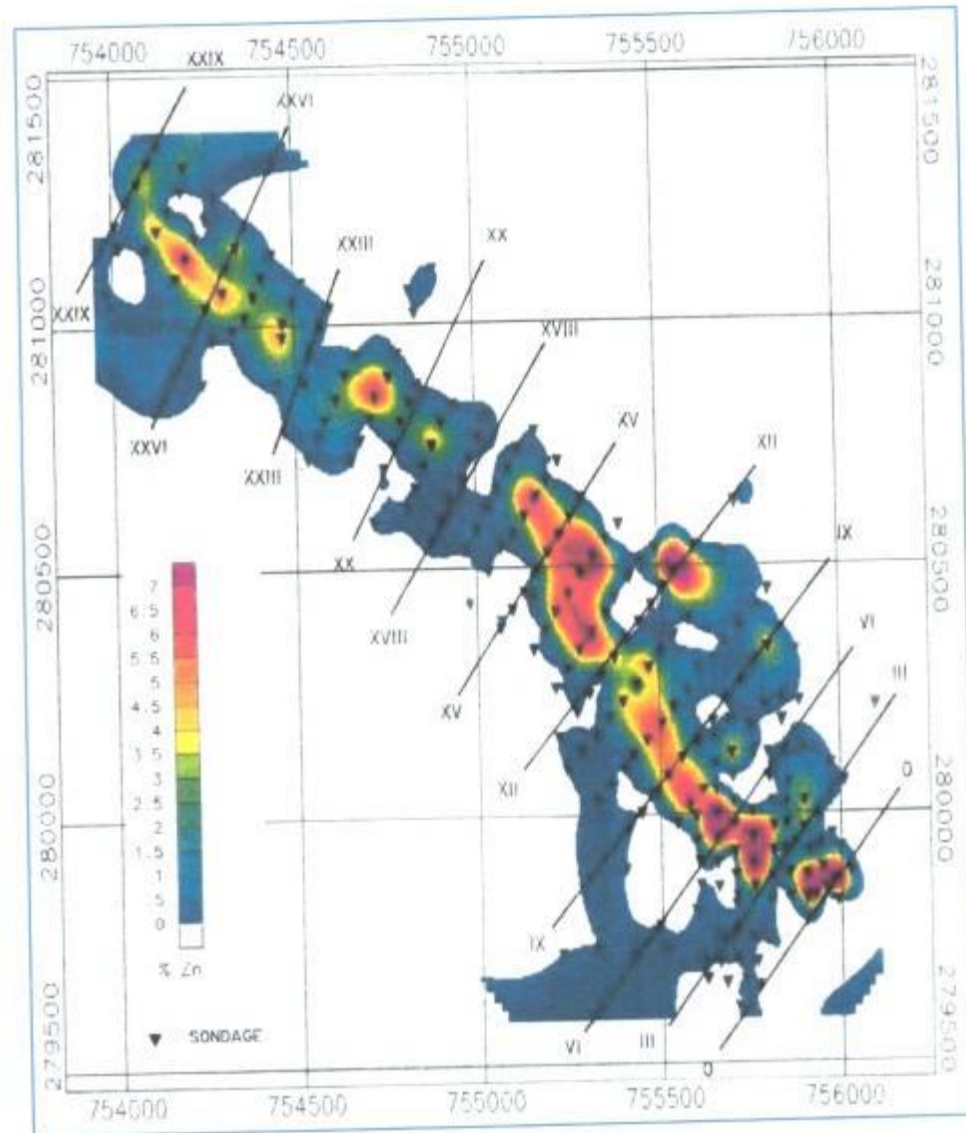 754000 754500 755000 755500 756000
XXIX
XXVI
XXIII
XX
XVIII
XV
XII
IX
VI
III
0
281500
281000
280500
280000
279500
281500
281000
280500
280000
279500
XXIX
XXVI
XXIII
XX
XVIII
XV
XII
IX
VI
III
0
7
6.5
6
5.5
5
4.5
4
3.5
3
2.5
2
1.5
1
5
0
% Zn
SONDAGE
754000 754500 755000 755500 756000